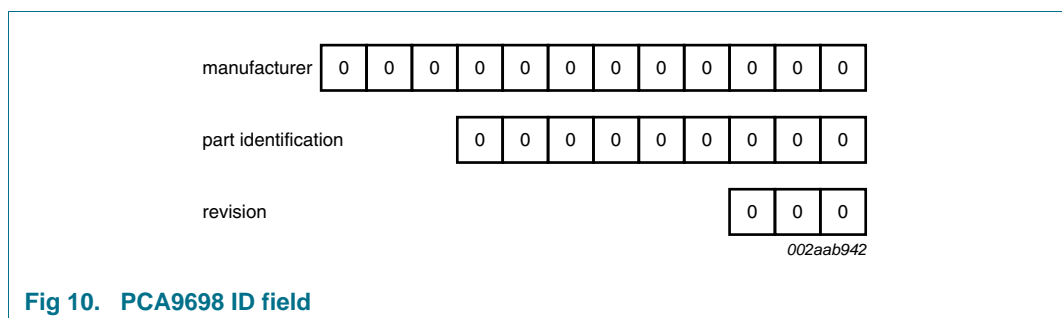 manufacturer 0 0 0 0 0 0 0 0 0 0 0 0
part identification 0 0 0 0 0 0 0 0 0
revision 0 0 0
002aab942
Fig 10. PCA9698 ID field